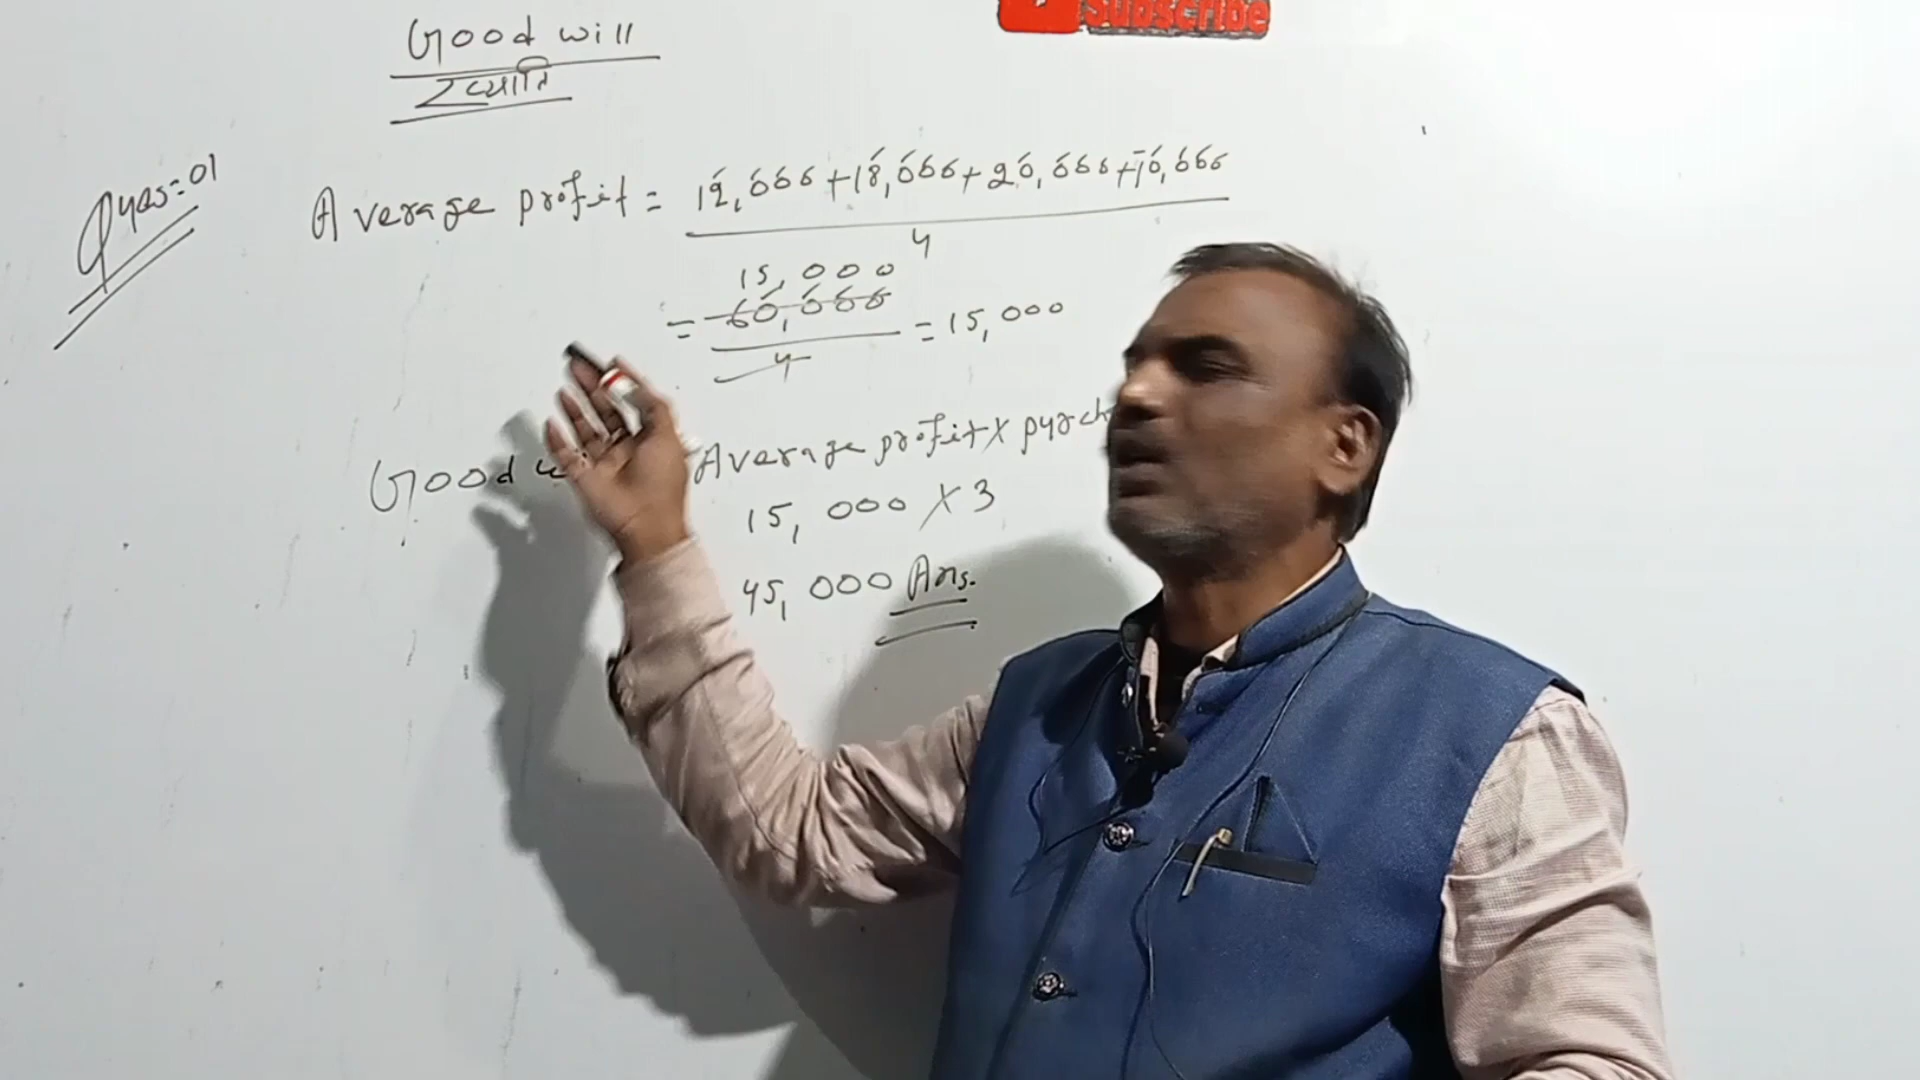 Subscribe
Good will
ख्याति
Ques=01
Average profit = 12,000+18,000+20,000+10,000
4
15,000
= 60,000 = 15,000
4
Good Average profit X purch
15,000 X 3
45,000 Ans.